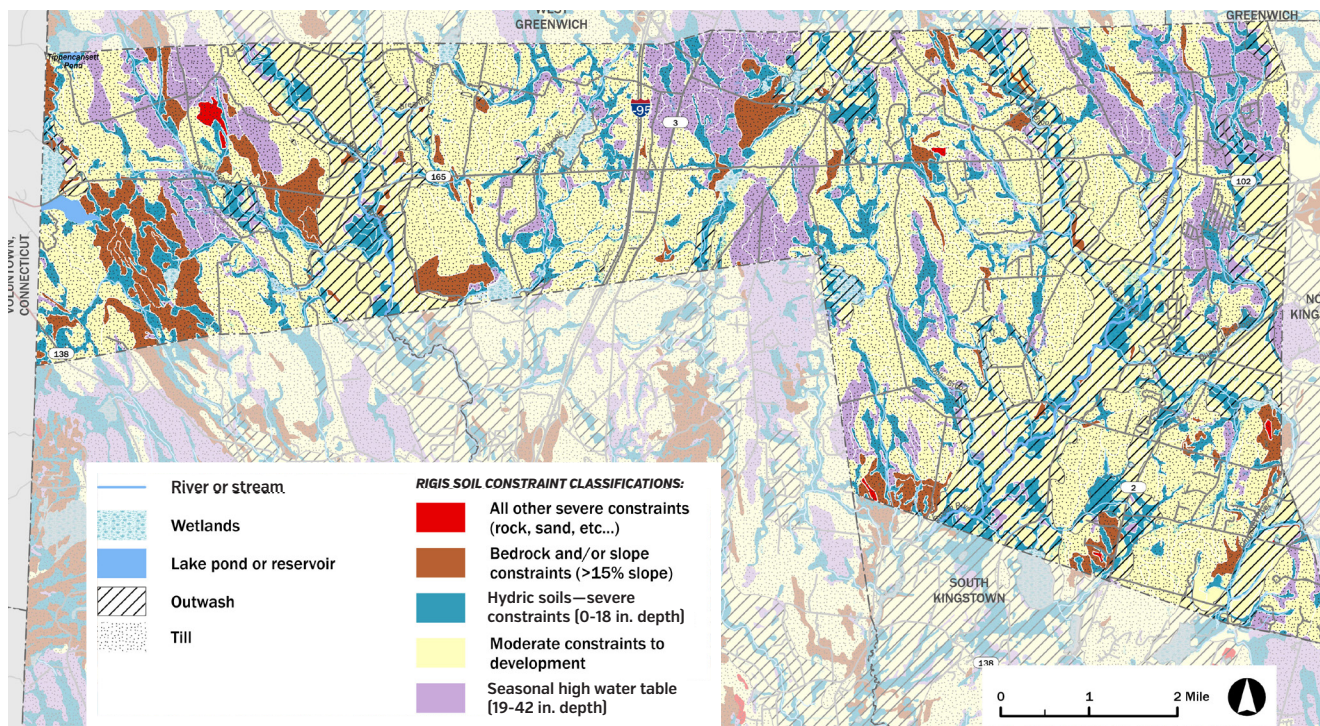 WEST
GREENWICH
GREENWICH
Tippencansett
Pond
I-95
3
165
102
VOLUNTOWN,
CONNECTICUT
138
2
SOUTH
KINGSTOWN
138
River or stream
Wetlands
Lake pond or reservoir
Outwash
Till
RIGIS SOIL CONSTRAINT CLASSIFICATIONS:
All other severe constraints
(rock, sand, etc...)
Bedrock and/or slope
constraints (>15% slope)
Hydric soils—severe
constraints (0-18 in. depth)
Moderate constraints to
development
Seasonal high water table
(19-42 in. depth)
0 1 2 Mile